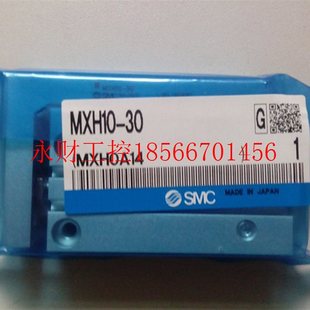 MXH10-30
G
永财工控18566701456
MXH0A14
1
SMC
MADE IN JAPAN